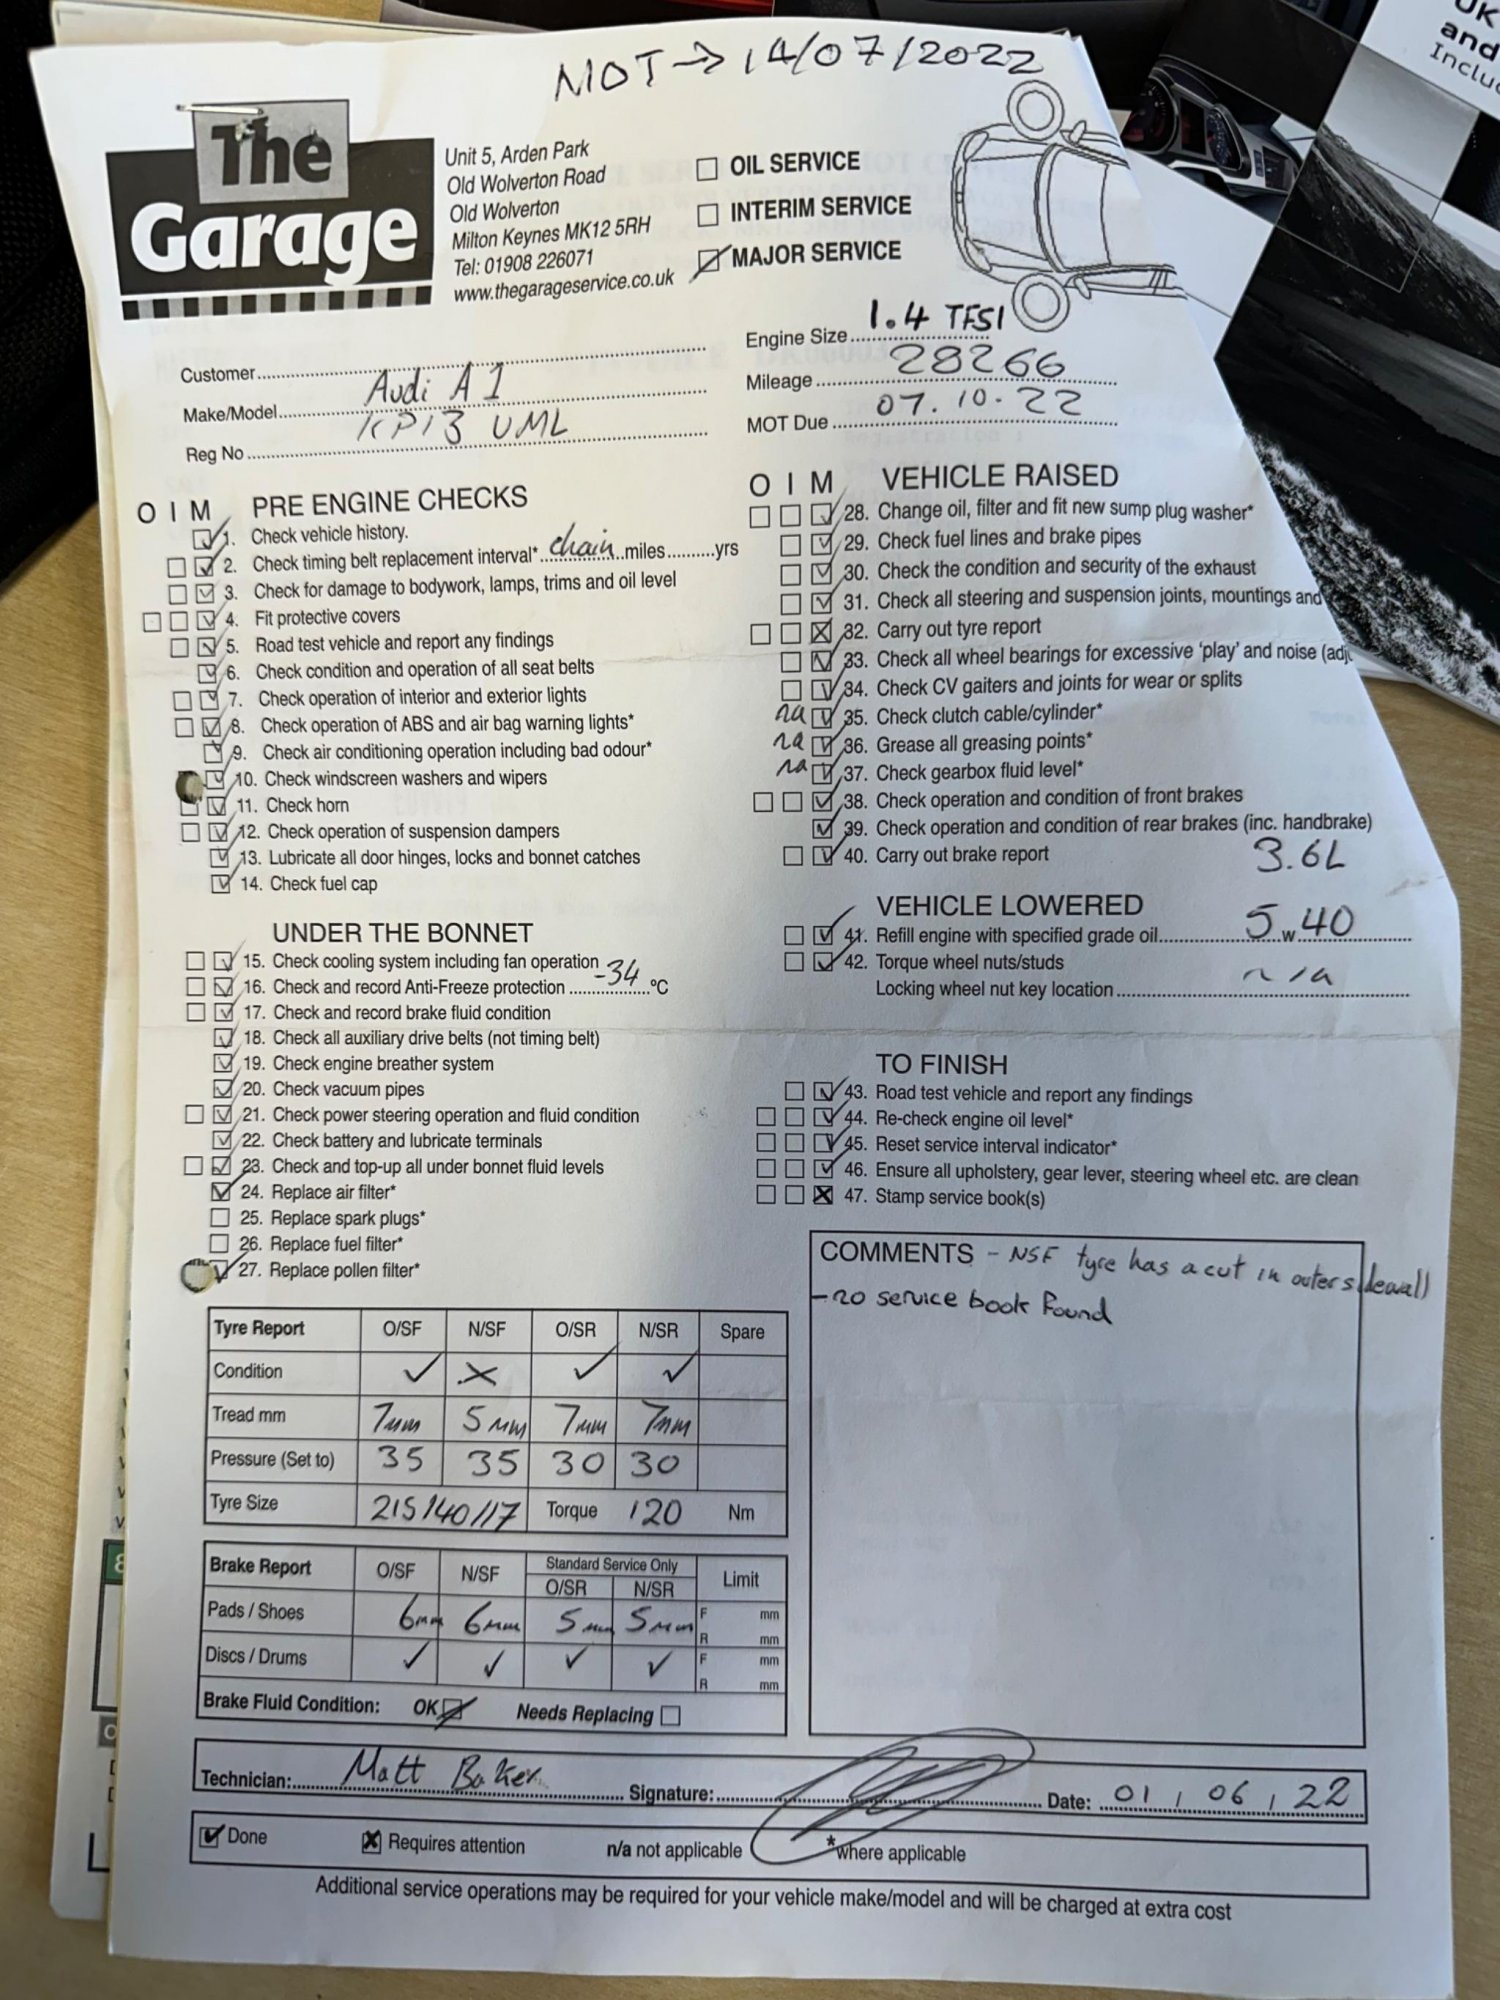 MOT → 14/07/2022
The
Garage
Unit 5, Arden Park
Old Wolverton Road
Old Wolverton
Milton Keynes MK12 5RH
Tel: 01908 226071
www.thegarageservice.co.uk
OIL SERVICE
INTERIM SERVICE
MAJOR SERVICE
Customer
Make/Model Audi A1
Reg No KP13 UML
Engine Size 1.4 TFSI
Mileage 28266
MOT Due 07.10.22
O I M PRE ENGINE CHECKS
1. Check vehicle history.
2. Check timing belt replacement interval* chain miles yrs
3. Check for damage to bodywork, lamps, trims and oil level
4. Fit protective covers
5. Road test vehicle and report any findings
6. Check condition and operation of all seat belts
7. Check operation of interior and exterior lights
8. Check operation of ABS and air bag warning lights*
9. Check air conditioning operation including bad odour*
10. Check windscreen washers and wipers
11. Check horn
12. Check operation of suspension dampers
13. Lubricate all door hinges, locks and bonnet catches
14. Check fuel cap
UNDER THE BONNET
15. Check cooling system including fan operation
16. Check and record Anti-Freeze protection -34 °C
17. Check and record brake fluid condition
18. Check all auxiliary drive belts (not timing belt)
19. Check engine breather system
20. Check vacuum pipes
21. Check power steering operation and fluid condition
22. Check battery and lubricate terminals
23. Check and top-up all under bonnet fluid levels
24. Replace air filter*
25. Replace spark plugs*
26. Replace fuel filter*
27. Replace pollen filter*
O I M VEHICLE RAISED
28. Change oil, filter and fit new sump plug washer*
29. Check fuel lines and brake pipes
30. Check the condition and security of the exhaust
31. Check all steering and suspension joints, mountings and
32. Carry out tyre report
33. Check all wheel bearings for excessive 'play' and noise (adj
34. Check CV gaiters and joints for wear or splits
na 35. Check clutch cable/cylinder*
na 36. Grease all greasing points*
na 37. Check gearbox fluid level*
38. Check operation and condition of front brakes
39. Check operation and condition of rear brakes (inc. handbrake)
40. Carry out brake report
3.6L
VEHICLE LOWERED
41. Refill engine with specified grade oil 5 w 40
42. Torque wheel nuts/studs
Locking wheel nut key location n/a
TO FINISH
43. Road test vehicle and report any findings
44. Re-check engine oil level*
45. Reset service interval indicator*
46. Ensure all upholstery, gear lever, steering wheel etc. are clean
47. Stamp service book(s)
COMMENTS - NSF tyre has a cut in outer sidewall
- no service book found
Tyre Report O/SF N/SF O/SR N/SR Spare
Condition ✓ × ✓ ✓
Tread mm 7mm 5mm 7mm 7mm
Pressure (Set to) 35 35 30 30
Tyre Size 215/40/17 Torque 120 Nm
Brake Report O/SF N/SF Standard Service Only Limit
O/SR N/SR
Pads / Shoes 6mm 6mm 5mm 5mm F mm
R mm
Discs / Drums ✓ ✓ ✓ ✓ F mm
R mm
Brake Fluid Condition: OK Needs Replacing
Technician: Matt Baker Signature: Date: 01 / 06 / 22
Done Requires attention n/a not applicable *where applicable
Additional service operations may be required for your vehicle make/model and will be charged at extra cost
UK
and
Includ